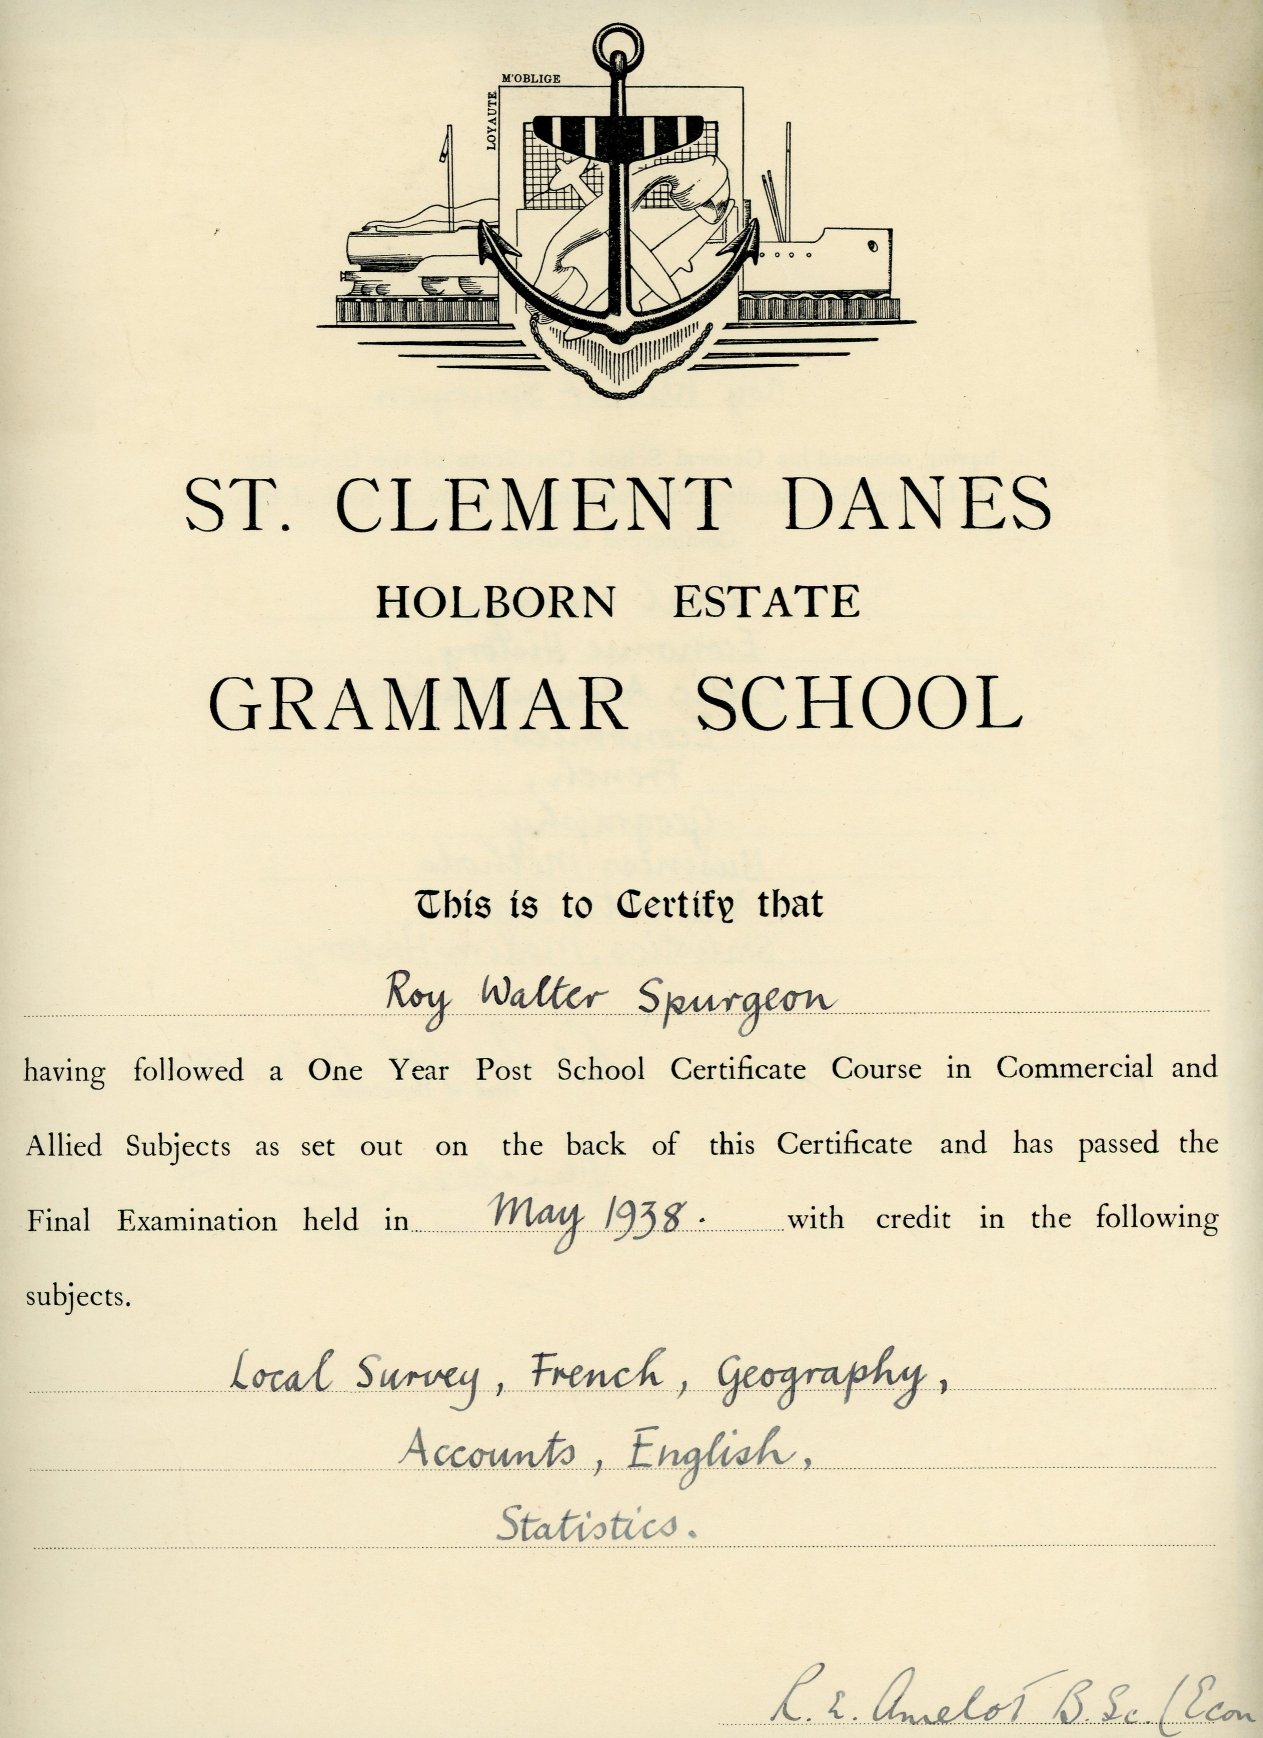 M'OBLIGE
LOYAUTE
ST. CLEMENT DANES
HOLBORN ESTATE
GRAMMAR SCHOOL
This is to Certify that
Roy Walter Spurgeon
having followed a One Year Post School Certificate Course in Commercial and
Allied Subjects as set out on the back of this Certificate and has passed the
Final Examination held in May 1938. with credit in the following
subjects.
Local Survey, French, Geography,
Accounts, English,
Statistics.
R. E. Amelot B.Sc. (Econ